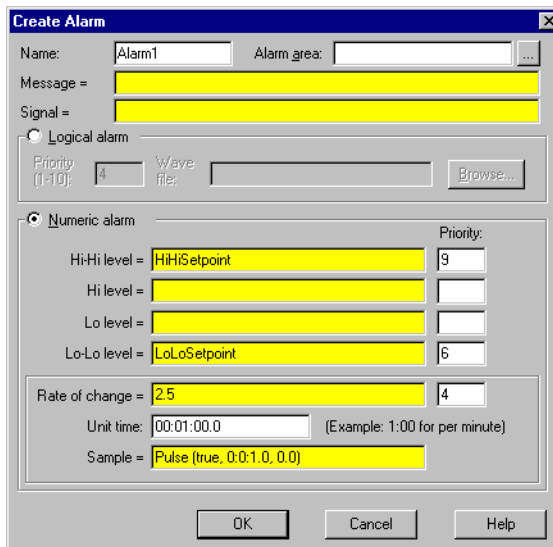 Create Alarm
Name: Alarm1 Alarm area: ...
Message =
Signal =
Logical alarm
Priority (1-10): 4 Wave file: Browse...
Numeric alarm
Priority:
Hi-Hi level = HiHiSetpoint 9
Hi level =
Lo level =
Lo-Lo level = LoLoSetpoint 6
Rate of change = 2.5 4
Unit time: 00:01:00.0 (Example: 1:00 for per minute)
Sample = Pulse (true, 0:0:1.0, 0.0)
OK Cancel Help